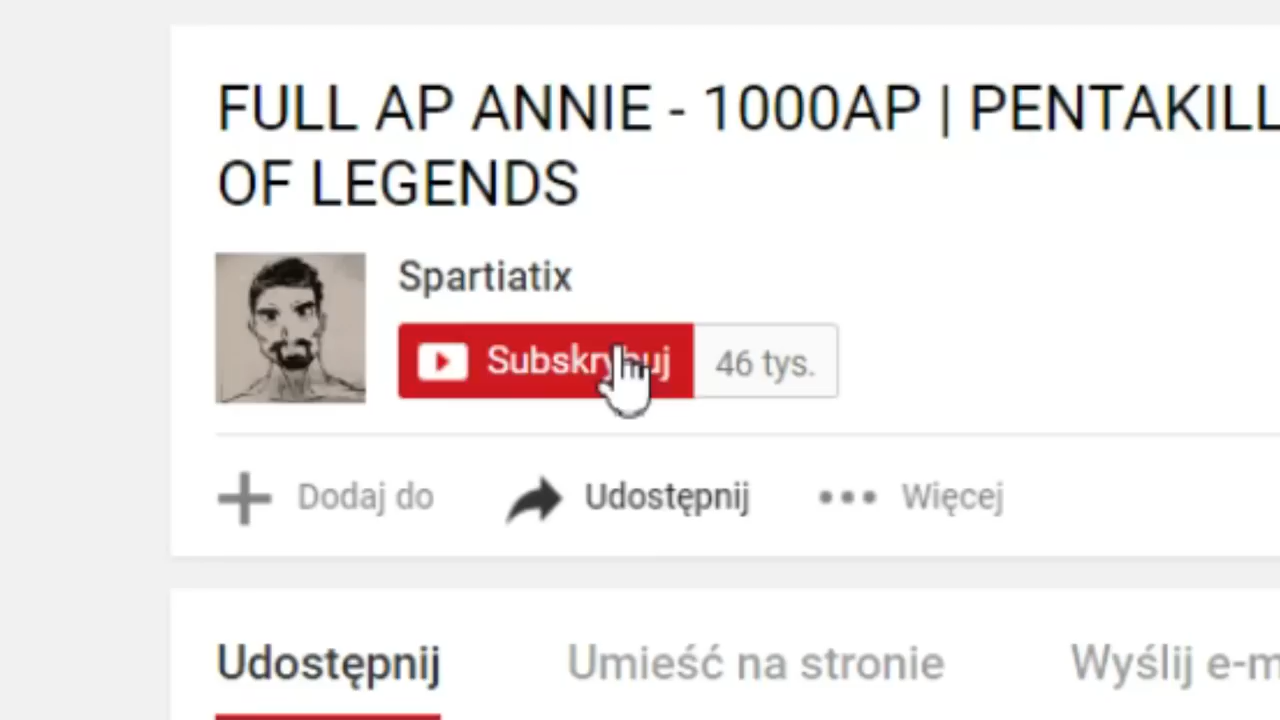 FULL AP ANNIE - 1000AP | PENTAKILL
OF LEGENDS
Spartiatix
Subskrybuj 46 tys.
Dodaj do Udostępnij Więcej
Udostępnij Umieść na stronie Wyślij e-m